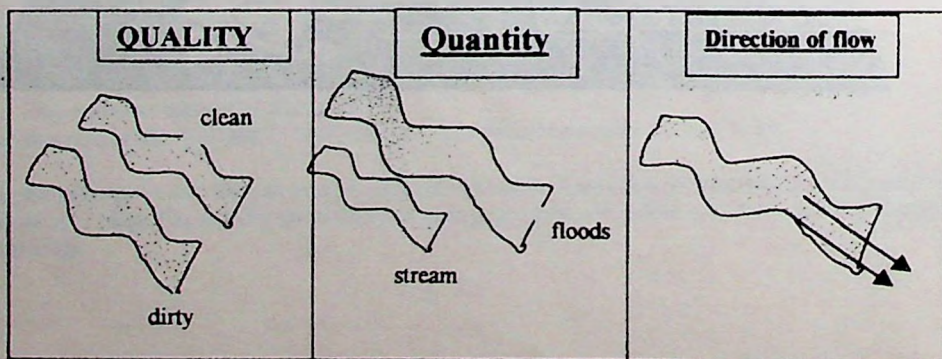 QUALITY
clean
dirty
Quantity
floods
stream
Direction of flow